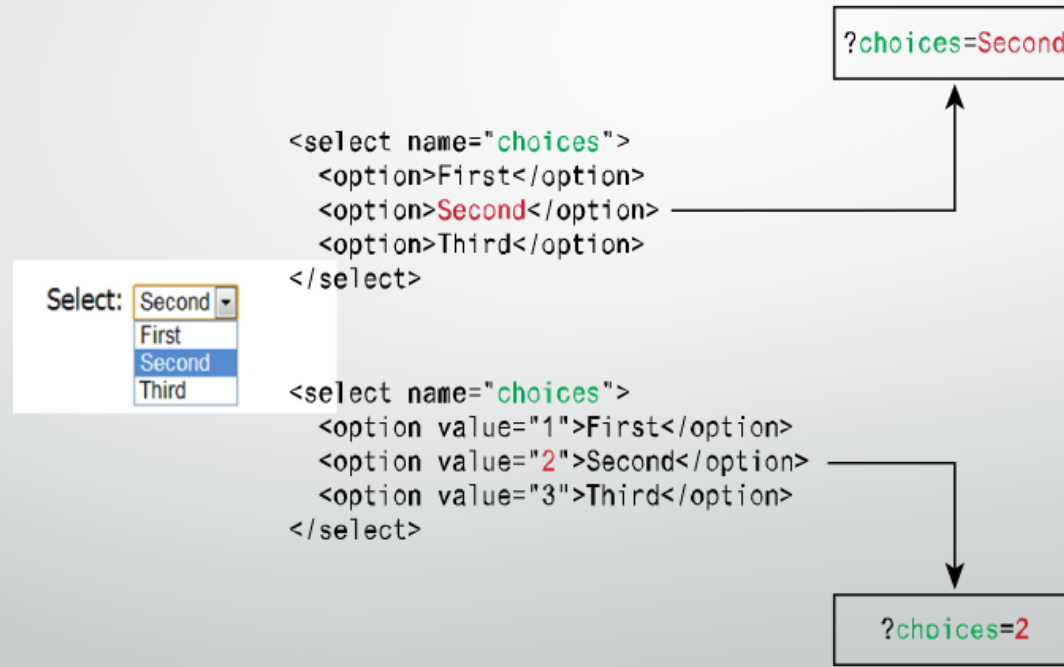 ?choices=Second
<select name="choices">
<option>First</option>
<option>Second</option>
<option>Third</option>
</select>
Select: Second
First
Second
Third
<select name="choices">
<option value="1">First</option>
<option value="2">Second</option>
<option value="3">Third</option>
</select>
?choices=2